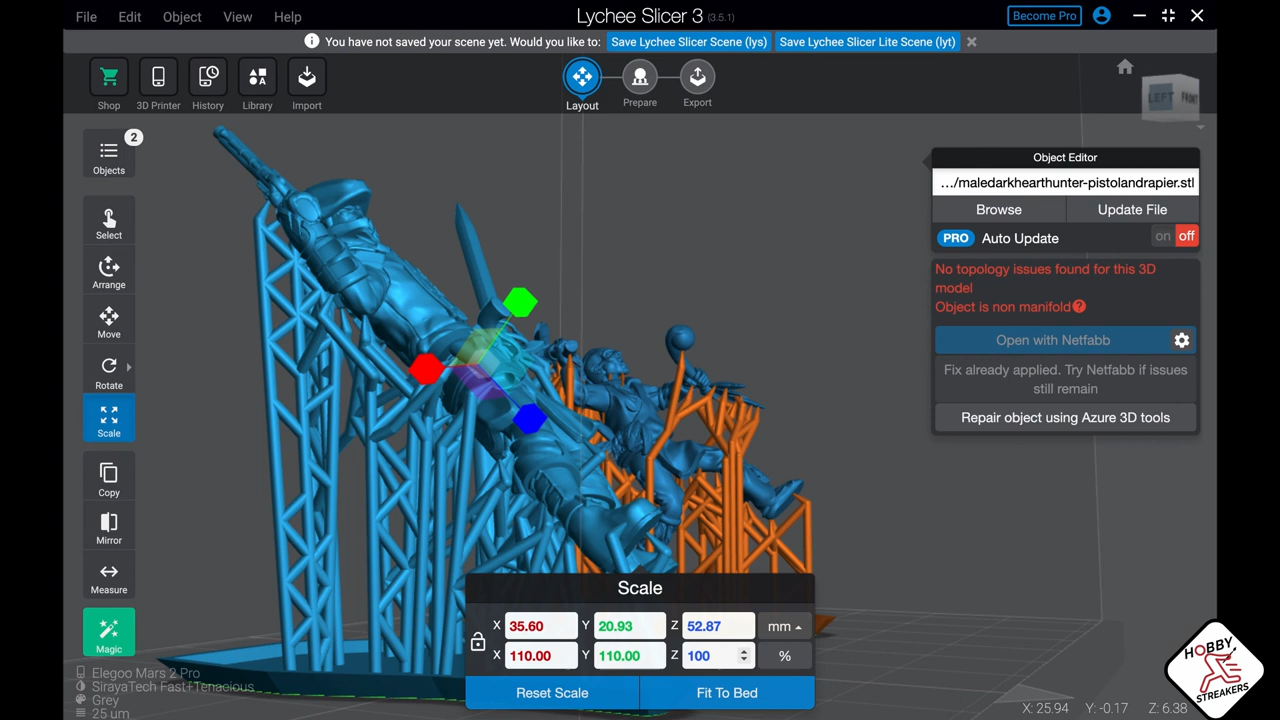 File Edit Object View Help
Lychee Slicer 3 (3.5.1)
Become Pro
You have not saved your scene yet. Would you like to: Save Lychee Slicer Scene (lys) Save Lychee Slicer Lite Scene (lyt)
Shop 3D Printer History Library Import
Layout Prepare Export
LEFT FRONT
2
Objects
Select
Arrange
Move
Rotate
Scale
Copy
Mirror
Measure
Magic
Object Editor
.../maledarkhearthunter-pistolandrapier.stl
Browse Update File
PRO Auto Update on off
No topology issues found for this 3D
model
Object is non manifold ?
Open with Netfabb
Fix already applied. Try Netfabb if issues
still remain
Repair object using Azure 3D tools
Scale
X 35.60 Y 20.93 Z 52.87 mm
X 110.00 Y 110.00 Z 100 %
Reset Scale Fit To Bed
Elegoo Mars 2 Pro
SirayaTech Fast+Tenacious
Grey
25 um
X: 25.94 Y: -0.17 Z: 6.38
HOBBY
STREAKERS